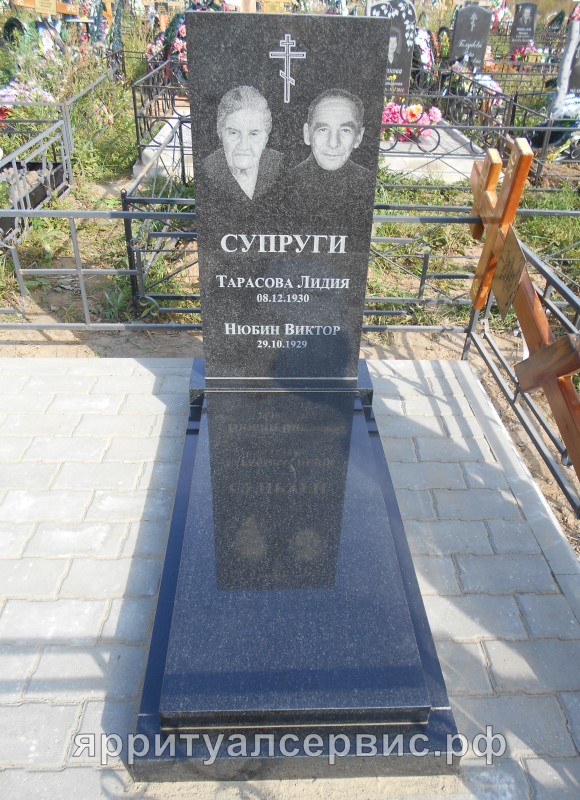 СУПРУГИ
ТАРАСОВА ЛИДИЯ
08.12.1930
НЮБИН ВИКТОР
29.10.1929
ярритуалсервис.рф